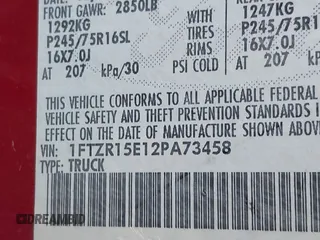 FRONT GAWR: 2850LB
1292KG WITH 1247KG
P245/75R16SL TIRES P245/75R16
16X7.0J RIMS 16X7.0J
AT 207 kPa/30 PSI COLD AT 207
THIS VEHICLE CONFORMS TO ALL APPLICABLE FEDERAL
VEHICLE SAFETY AND THEFT PREVENTION STANDARDS I
EFFECT ON THE DATE OF MANUFACTURE SHOWN ABOV
VIN: 1FTZR15E12PA73458
TYPE: TRUCK
DREAMBID